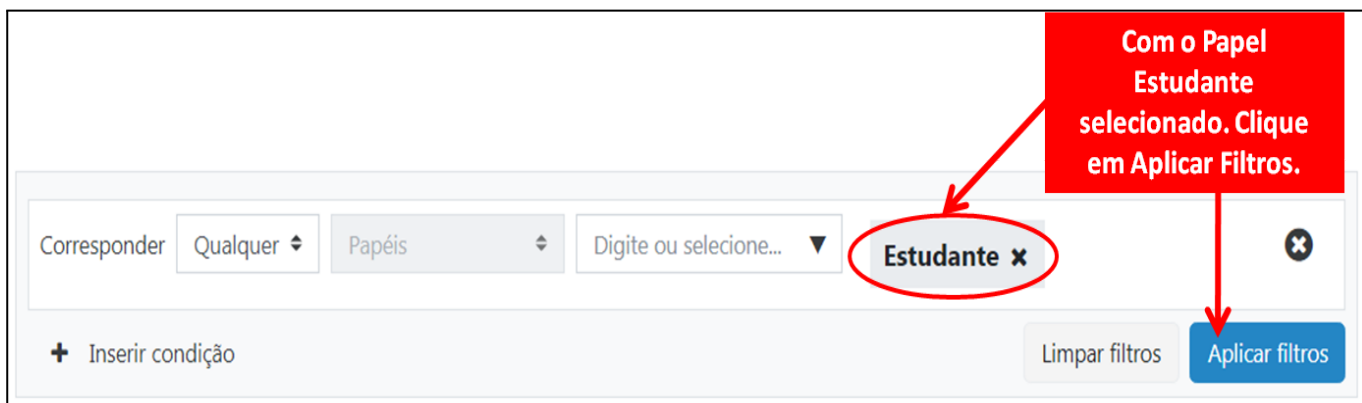 Com o Papel
Estudante
selecionado. Clique
em Aplicar Filtros.
Corresponder Qualquer Papéis Digite ou selecione... Estudante
Inserir condição Limpar filtros Aplicar filtros